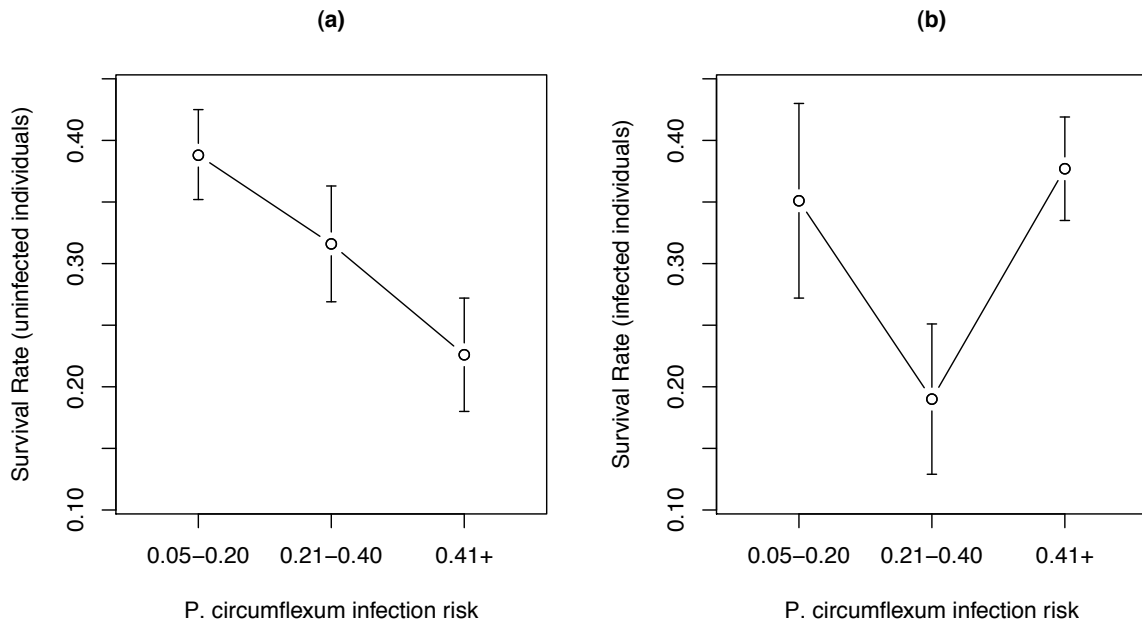 (a)
Survival Rate (uninfected individuals)
0.40
0.30
0.20
0.10
0.05−0.20 0.21−0.40 0.41+
P. circumflexum infection risk
(b)
Survival Rate (infected individuals)
0.40
0.30
0.20
0.10
0.05−0.20 0.21−0.40 0.41+
P. circumflexum infection risk